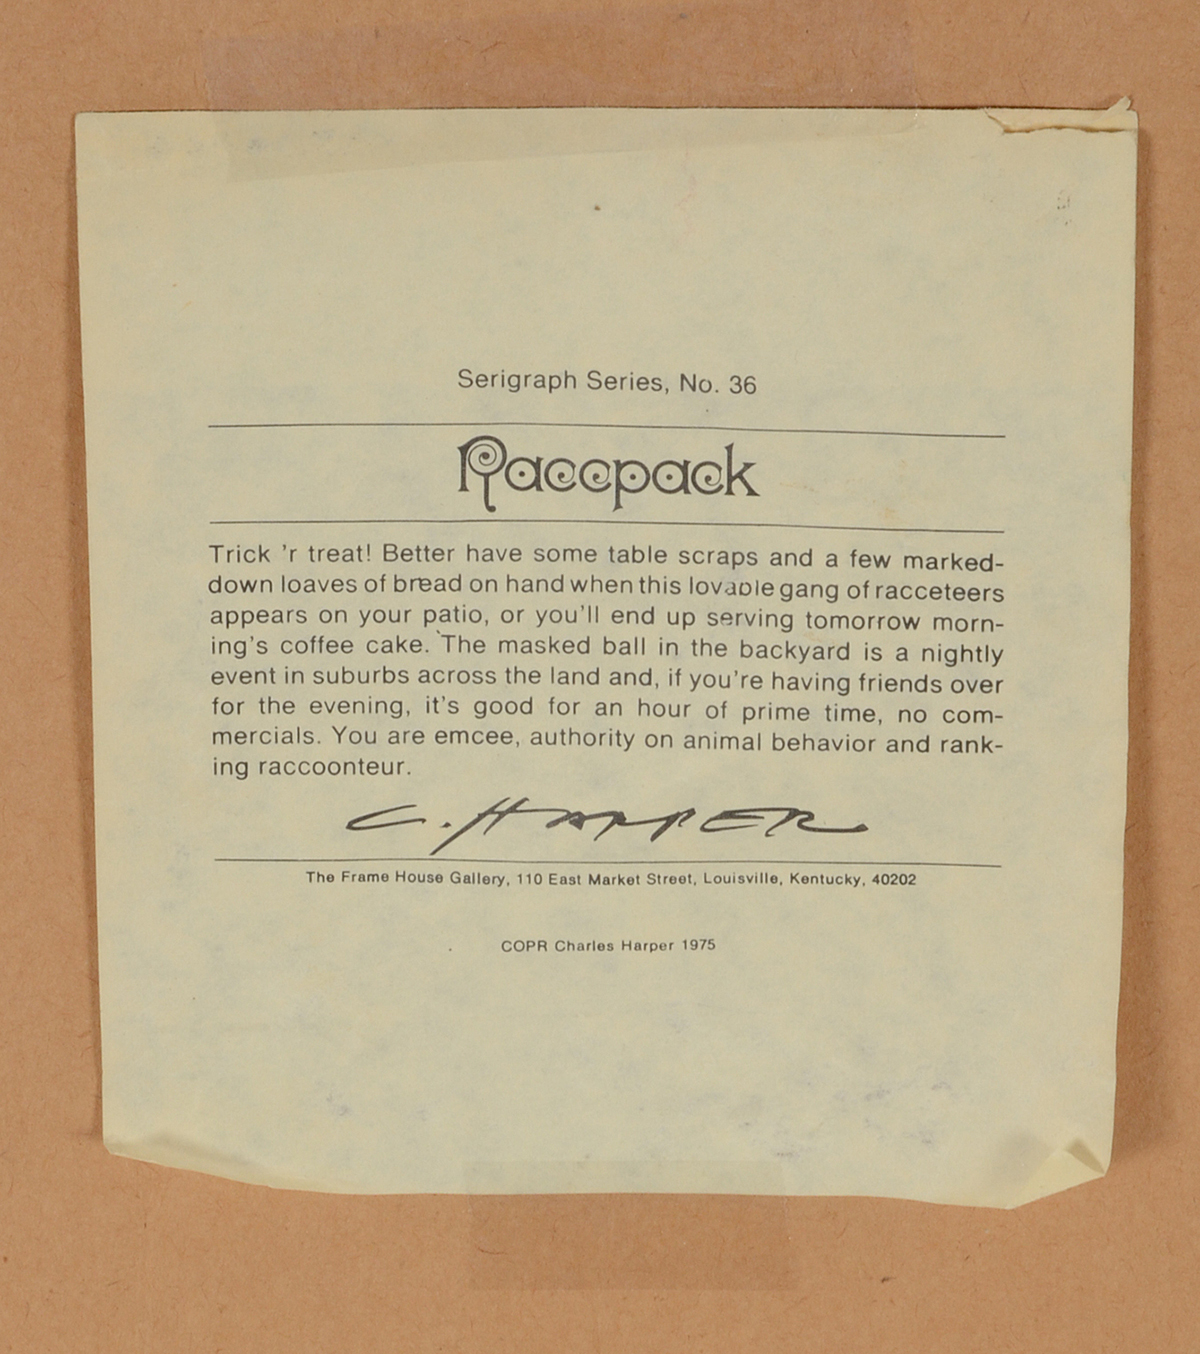 Serigraph Series, No. 36
Raccpack
Trick 'r treat! Better have some table scraps and a few marked-
down loaves of bread on hand when this lovable gang of racceteers
appears on your patio, or you'll end up serving tomorrow morn-
ing's coffee cake. The masked ball in the backyard is a nightly
event in suburbs across the land and, if you're having friends over
for the evening, it's good for an hour of prime time, no com-
mercials. You are emcee, authority on animal behavior and rank-
ing raccoonteur.
C. HARPER
The Frame House Gallery, 110 East Market Street, Louisville, Kentucky, 40202
COPR Charles Harper 1975